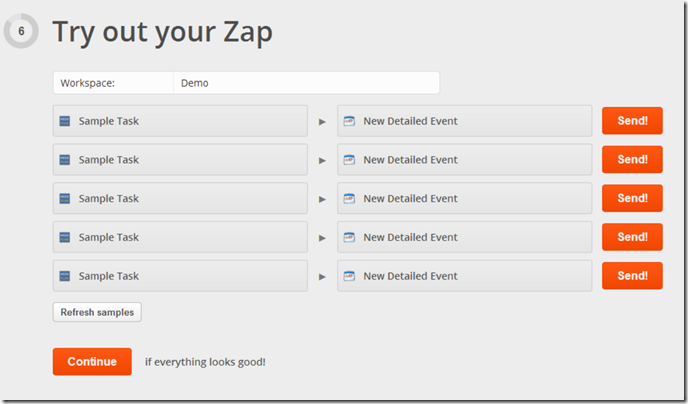 6 Try out your Zap
Workspace: Demo
Sample Task New Detailed Event Send!
Sample Task New Detailed Event Send!
Sample Task New Detailed Event Send!
Sample Task New Detailed Event Send!
Sample Task New Detailed Event Send!
Refresh samples
Continue if everything looks good!